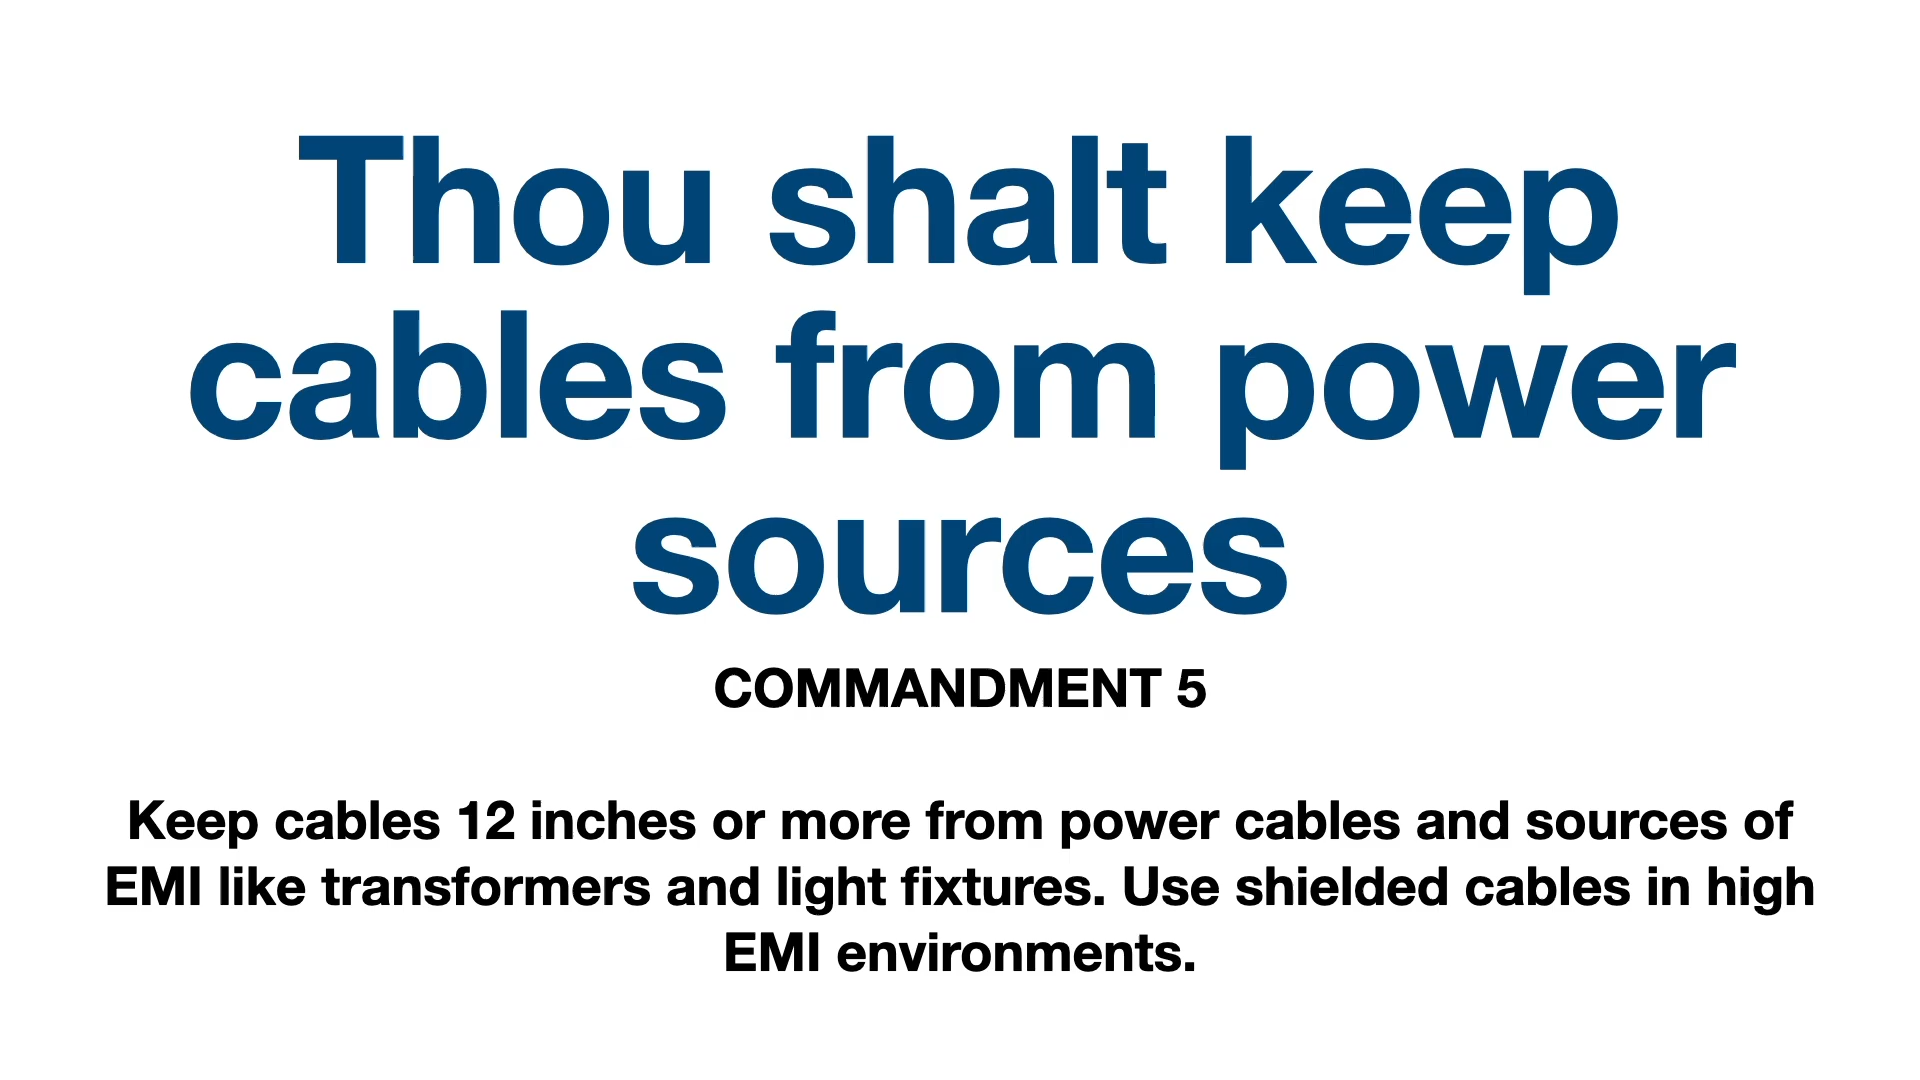 Thou shalt keep
cables from power
sources
COMMANDMENT 5
Keep cables 12 inches or more from power cables and sources of
EMI like transformers and light fixtures. Use shielded cables in high
EMI environments.